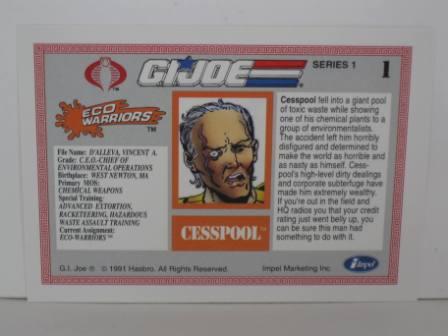 G.I.JOE
SERIES 1
1
™
ECO
WARRIORS
™
File Name: D'ALLEVA, VINCENT A.
Grade: C.E.O.-CHIEF OF
ENVIRONMENTAL OPERATIONS
Birthplace: WEST NEWTON, MA
Primary MOS:
CHEMICAL WEAPONS
Special Training:
ADVANCED EXTORTION,
RACKETEERING, HAZARDOUS
WASTE ASSAULT TRAINING
Current Assignment:
ECO-WARRIORS™
CESSPOOL™
Cesspool fell into a giant pool
of toxic waste while showing
one of his chemical plants to a
group of environmentalists.
The accident left him horribly
disfigured and determined to
make the world as horrible and
as nasty as himself. Cess-
pool's high-level dirty dealings
and corporate subterfuge have
made him extremely wealthy.
If you're out in the field and
HQ radios you that your credit
rating just went belly up, you
can be sure this man had
something to do with it.
G.I. Joe ® © 1991 Hasbro. All Rights Reserved.
Impel Marketing Inc.
impel